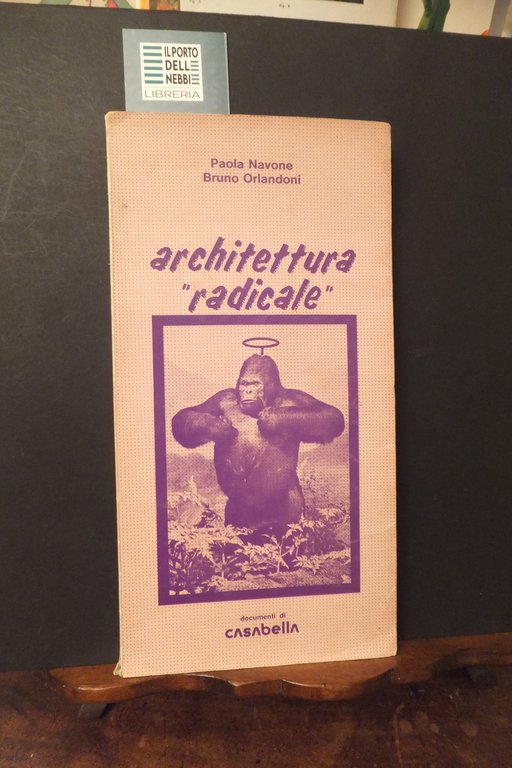 IL PORTO
DELL
NEBBI
LIBRERIA
Paola Navone
Bruno Orlandoni
architettura
"radicale"
documenti di
casabella